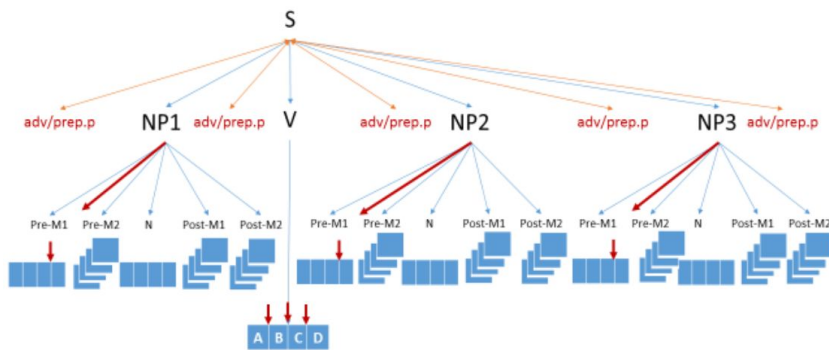 S
adv/prep.p NP1 adv/prep.p V adv/prep.p NP2 adv/prep.p NP3 adv/prep.p
Pre-M1 Pre-M2 N Post-M1 Post-M2 Pre-M1 Pre-M2 N Post-M1 Post-M2 Pre-M1 Pre-M2 N Post-M1 Post-M2
A B C D